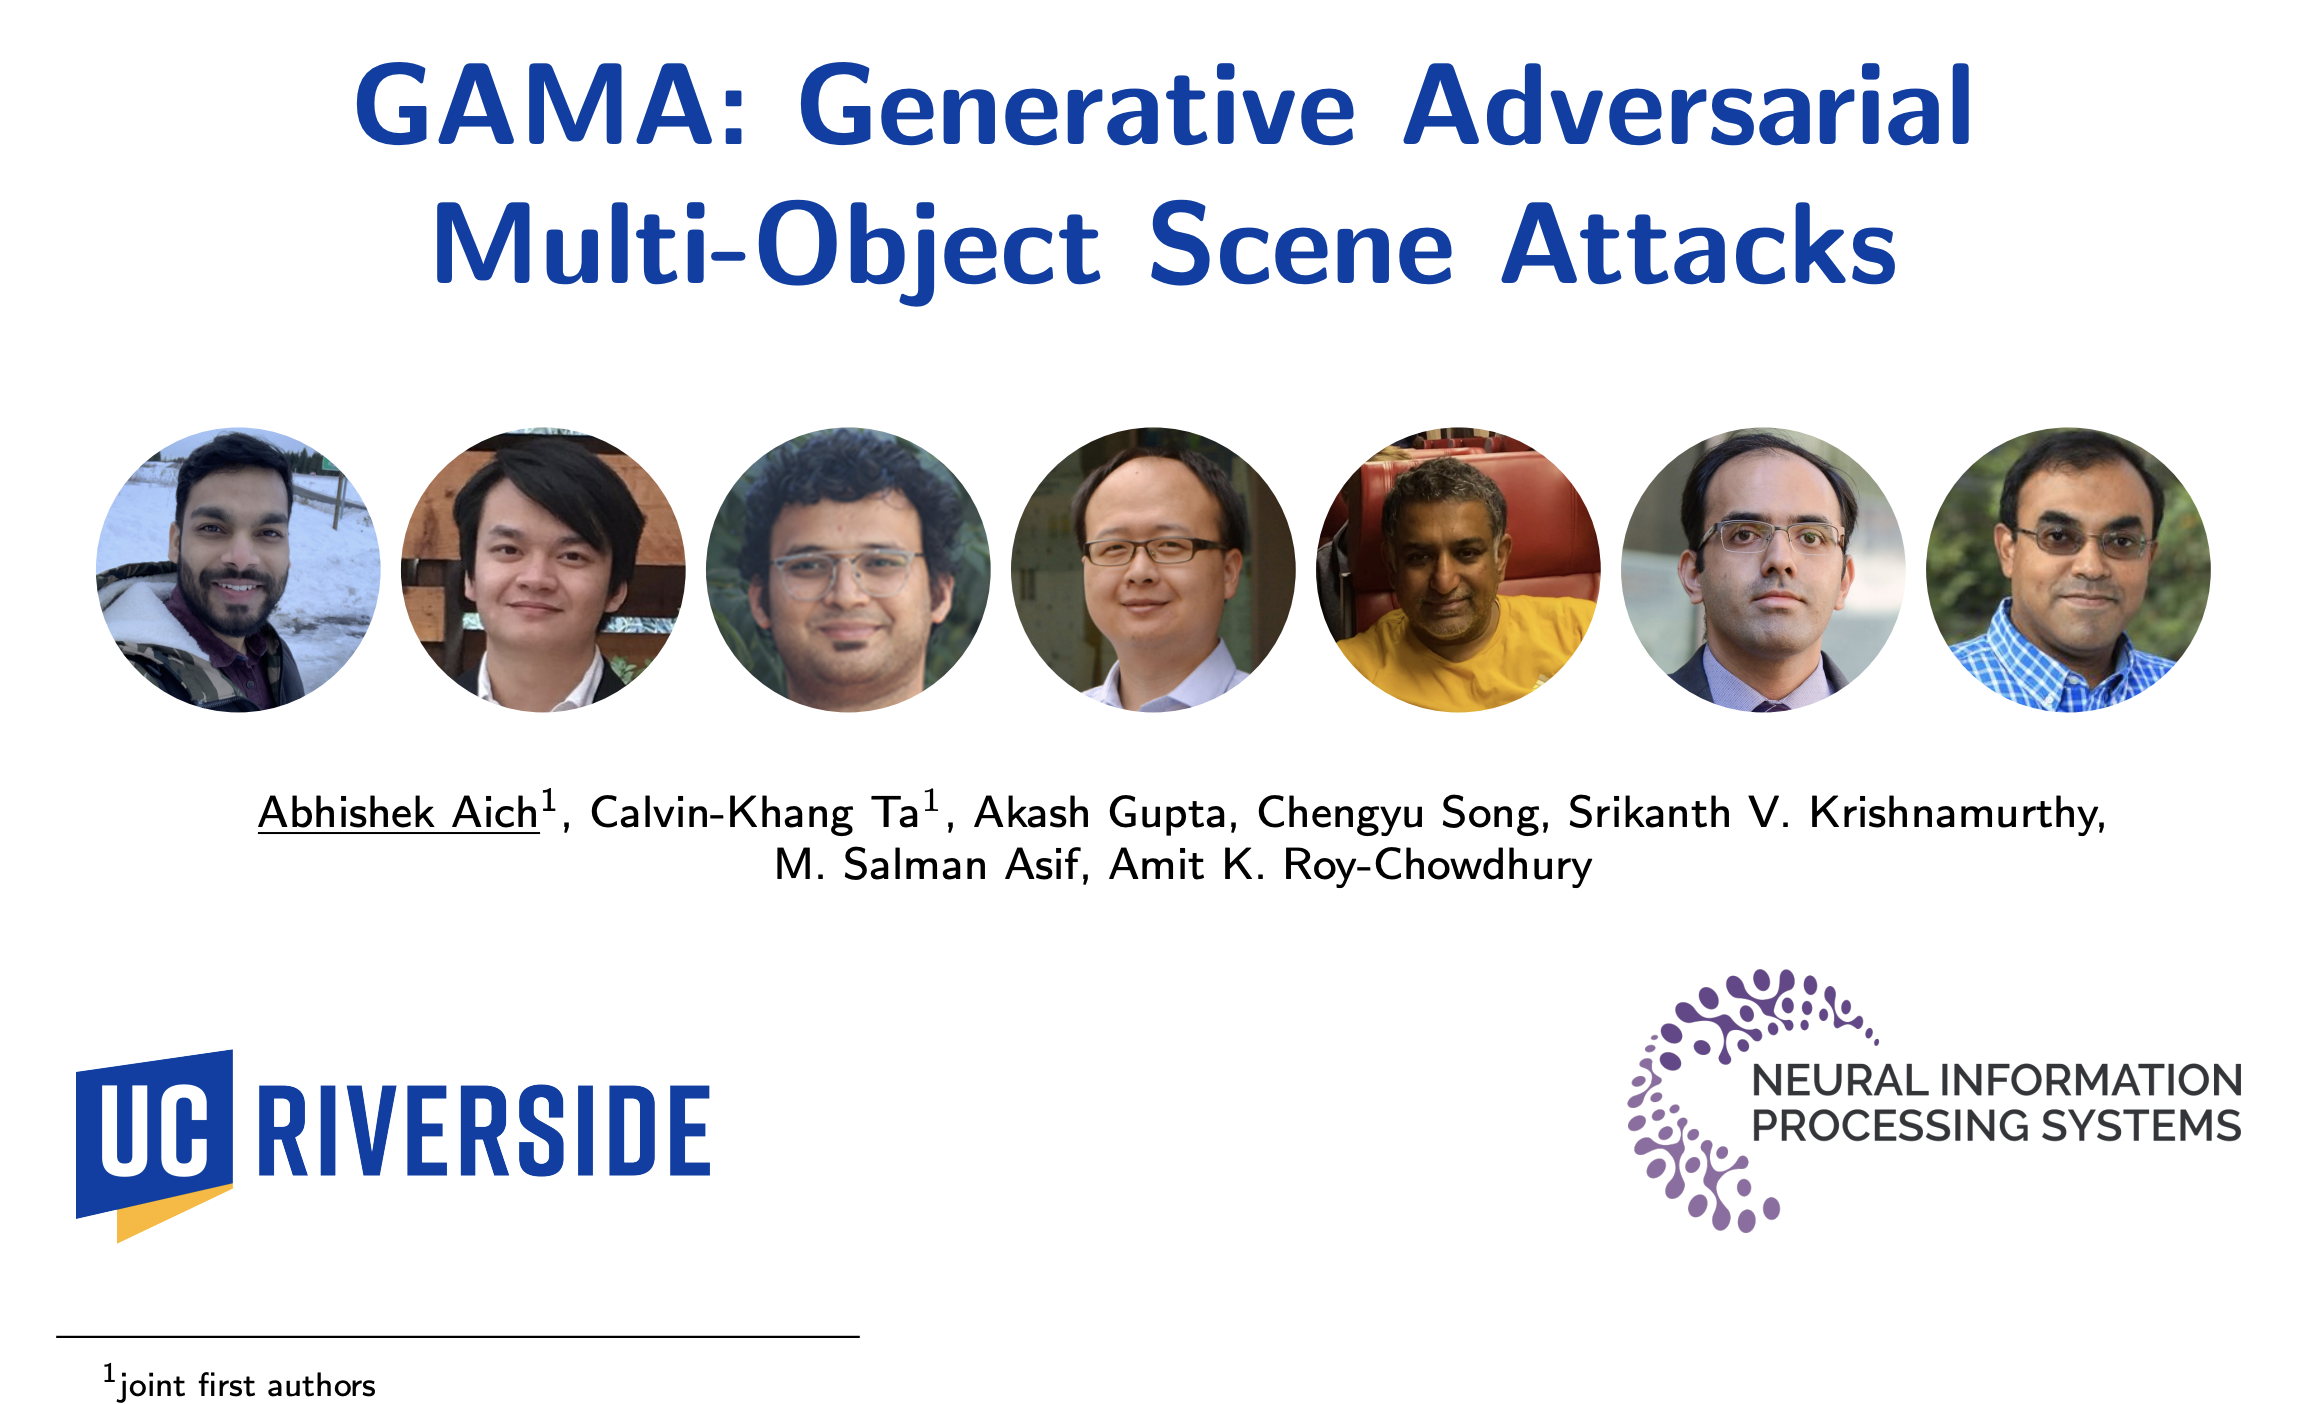 GAMA: Generative Adversarial
Multi-Object Scene Attacks
Abhishek Aich¹, Calvin-Khang Ta¹, Akash Gupta, Chengyu Song, Srikanth V. Krishnamurthy,
M. Salman Asif, Amit K. Roy-Chowdhury
UC RIVERSIDE
NEURAL INFORMATION
PROCESSING SYSTEMS
¹joint first authors